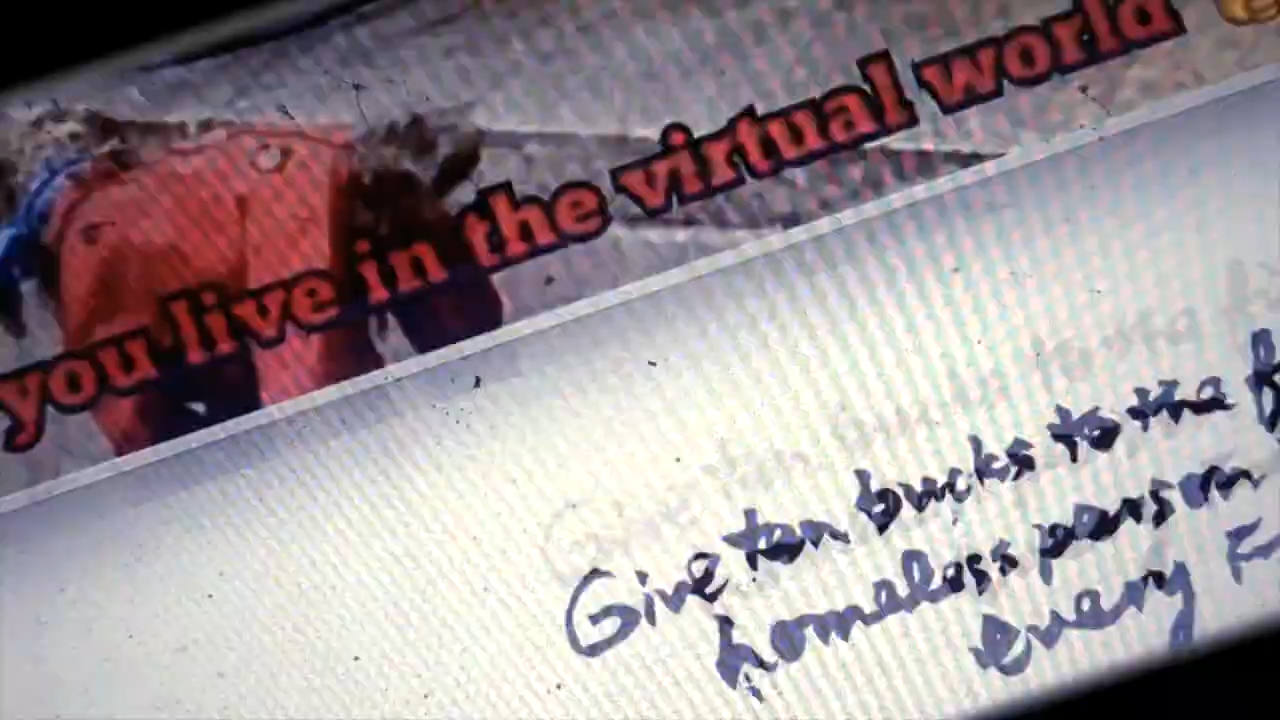 you live in the virtual world
Give ten bucks to the
homeless person
every